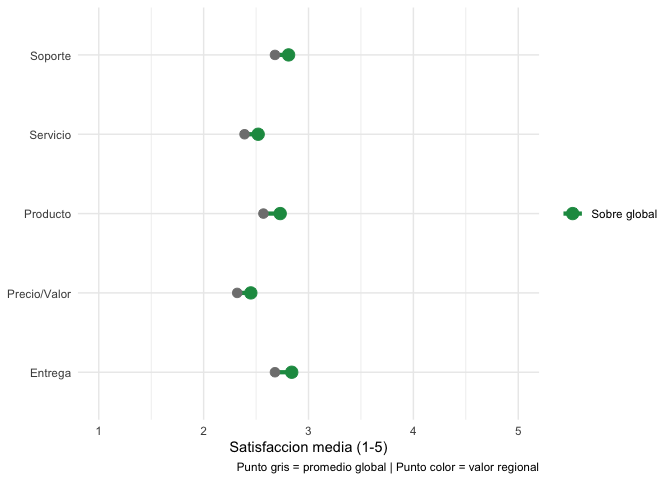 Soporte
Servicio
Producto
Precio/Valor
Entrega
1 2 3 4 5
Satisfaccion media (1-5)
Punto gris = promedio global | Punto color = valor regional
Sobre global